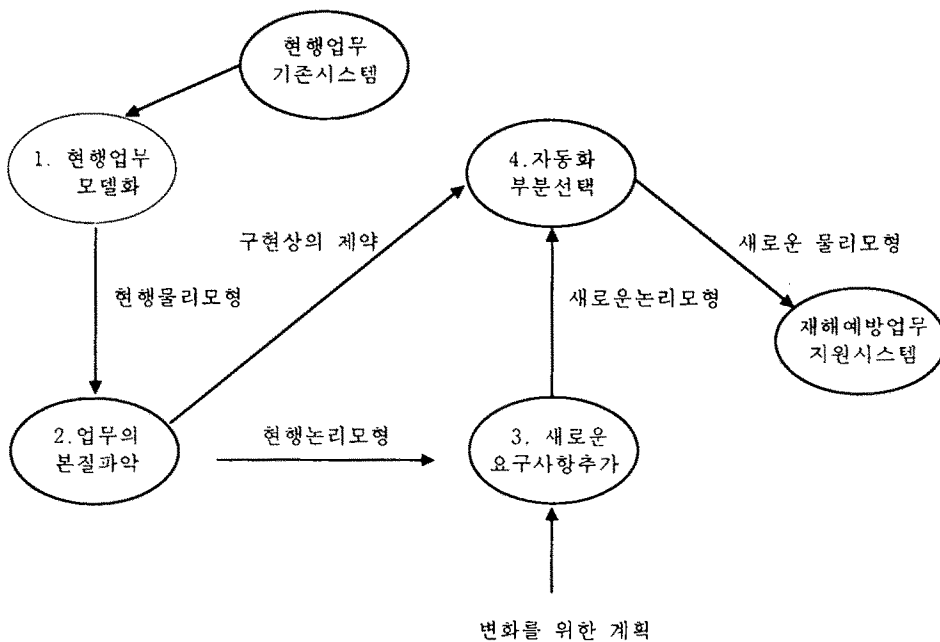 현행업무
기존시스템
1. 현행업무
모델화
4.자동화
부분선택
구현상의 제약
새로운 물리모형
현행물리모형
새로운논리모형
재해예방업무
지원시스템
2.업무의
본질파악
현행논리모형
3. 새로운
요구사항추가
변화를 위한 계획